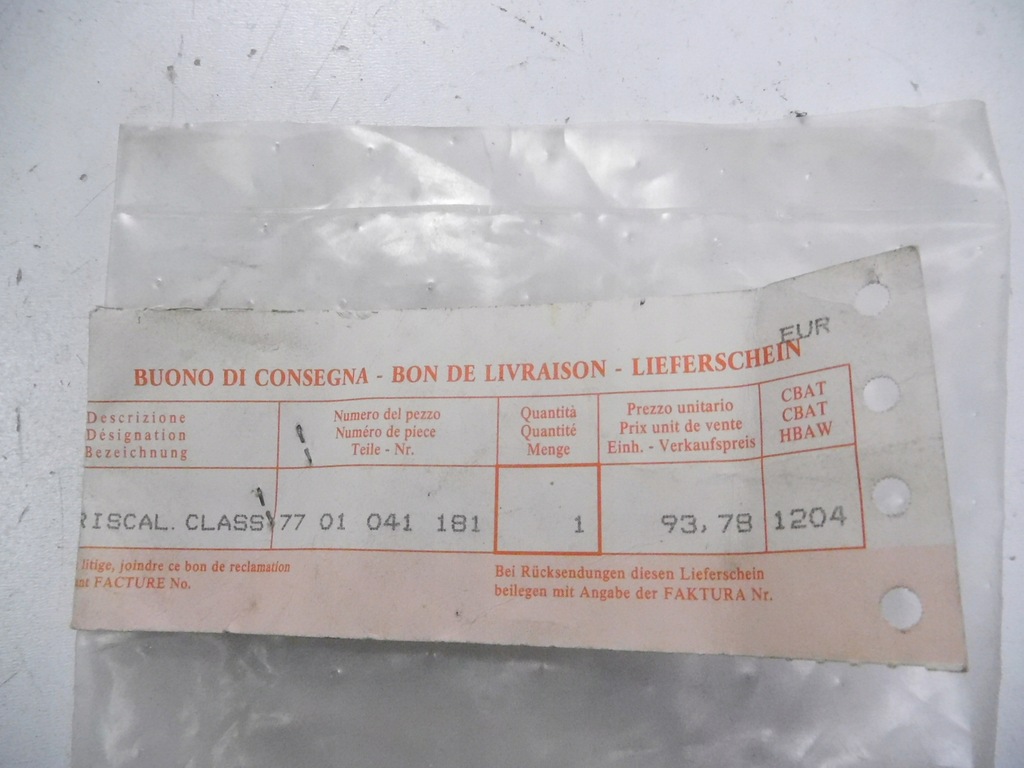 EUR
BUONO DI CONSEGNA - BON DE LIVRAISON - LIEFERSCHEIN
Descrizione
Désignation
Bezeichnung
Numero del pezzo
Numéro de piece
Teile - Nr.
Quantità
Quantité
Menge
Prezzo unitario
Prix unit de vente
Einh. - Verkaufspreis
CBAT
CBAT
HBAW
RISCAL. CLASS 77 01 041 181 1 93,78 1204
litige, joindre ce bon de reclamation
FACTURE No.
Bei Rücksendungen diesen Lieferschein
beilegen mit Angabe der FAKTURA Nr.